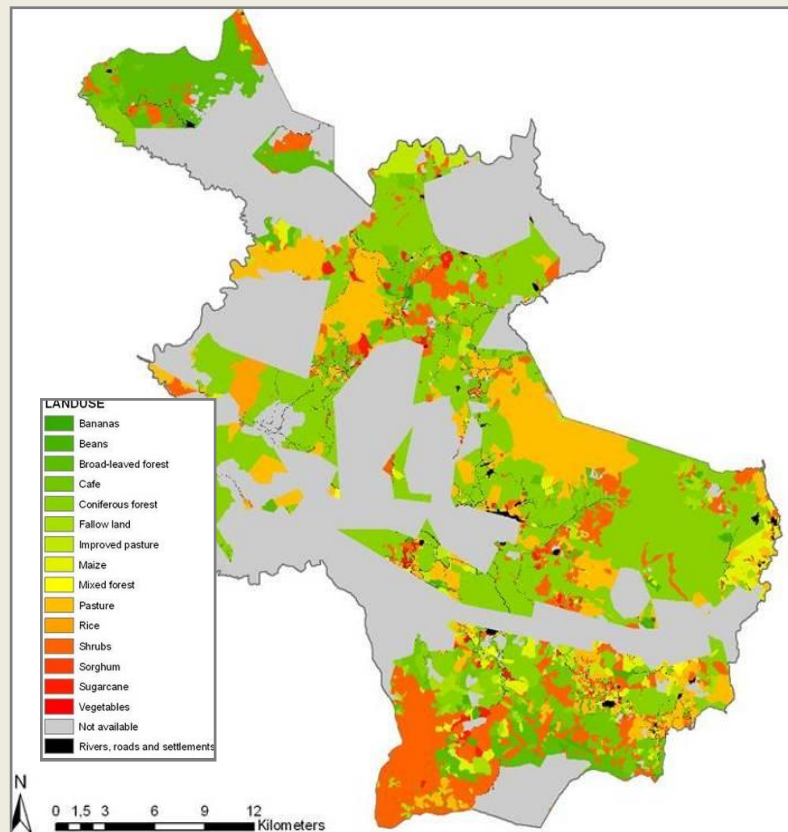 LANDUSE
Bananas
Beans
Broad-leaved forest
Cafe
Coniferous forest
Fallow land
Improved pasture
Maize
Mixed forest
Pasture
Rice
Shrubs
Sorghum
Sugarcane
Vegetables
Not available
Rivers, roads and settlements
N
0 1,5 3 6 9 12
Kilometers